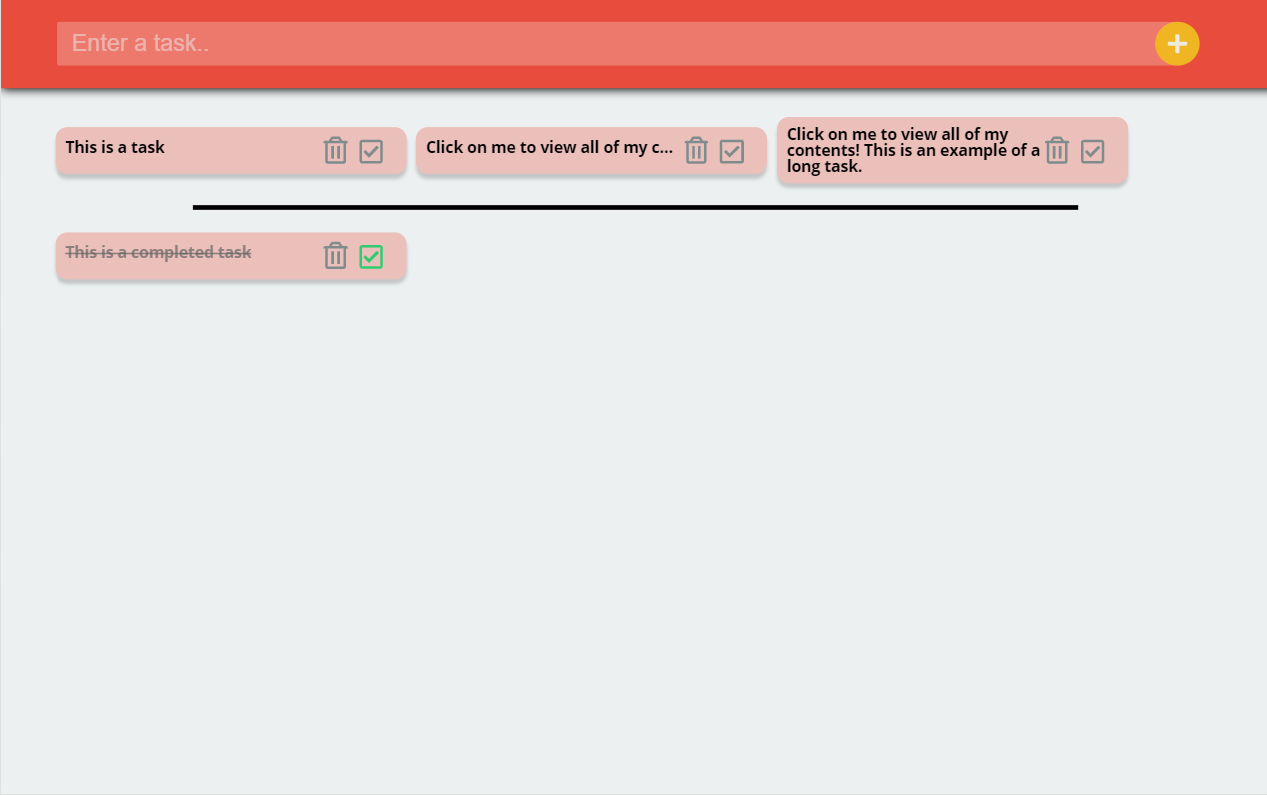 Enter a task..
This is a task
Click on me to view all of my c...
Click on me to view all of my
contents! This is an example of a
long task.
This is a completed task